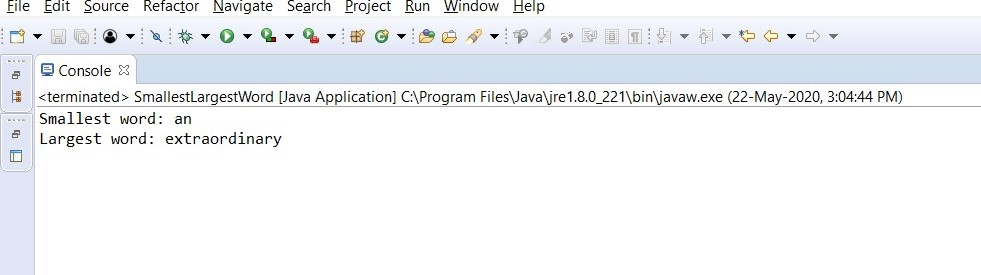 File Edit Source Refactor Navigate Search Project Run Window Help
Console
<terminated> SmallestLargestWord [Java Application] C:\Program Files\Java\jre1.8.0_221\bin\javaw.exe (22-May-2020, 3:04:44 PM)
Smallest word: an
Largest word: extraordinary